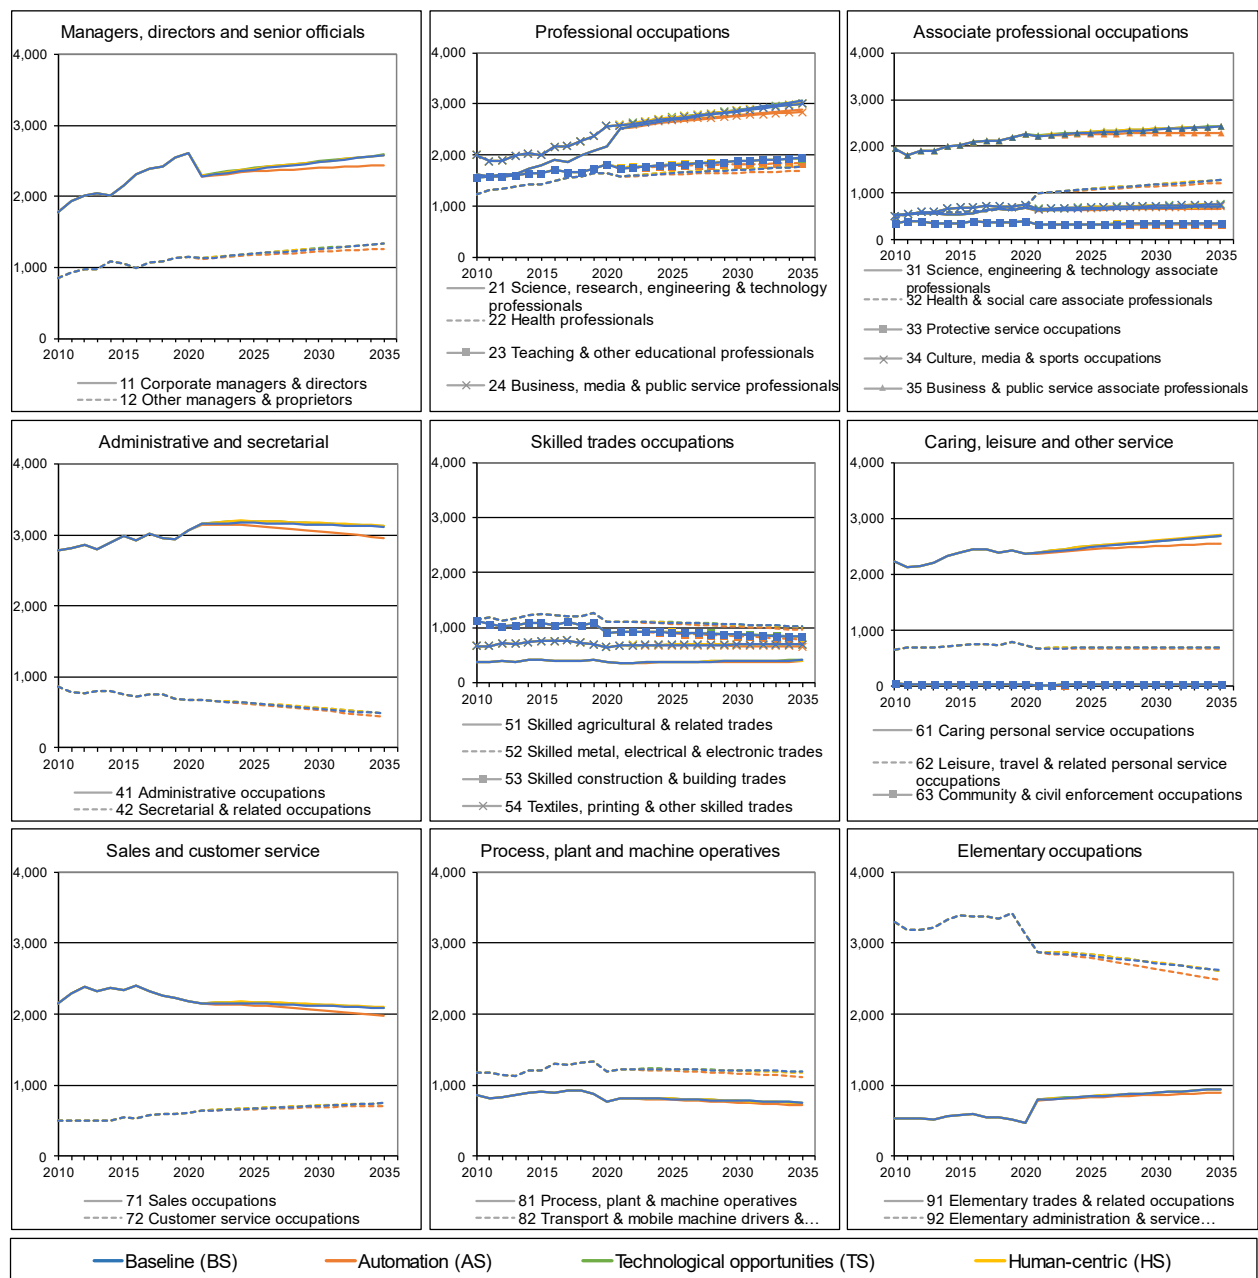 Managers, directors and senior officials
4,000
3,000
2,000
1,000
0
2010 2015 2020 2025 2030 2035
11 Corporate managers & directors
12 Other managers & proprietors
Professional occupations
4,000
3,000
2,000
1,000
0
2010 2015 2020 2025 2030 2035
21 Science, research, engineering & technology
professionals
22 Health professionals
23 Teaching & other educational professionals
24 Business, media & public service professionals
Associate professional occupations
4,000
3,000
2,000
1,000
0
2010 2015 2020 2025 2030 2035
31 Science, engineering & technology associate
professionals
32 Health & social care associate professionals
33 Protective service occupations
34 Culture, media & sports occupations
35 Business & public service associate professionals
Administrative and secretarial
4,000
3,000
2,000
1,000
0
2010 2015 2020 2025 2030 2035
41 Administrative occupations
42 Secretarial & related occupations
Skilled trades occupations
4,000
3,000
2,000
1,000
0
2010 2015 2020 2025 2030 2035
51 Skilled agricultural & related trades
52 Skilled metal, electrical & electronic trades
53 Skilled construction & building trades
54 Textiles, printing & other skilled trades
Caring, leisure and other service
4,000
3,000
2,000
1,000
0
2010 2015 2020 2025 2030 2035
61 Caring personal service occupations
62 Leisure, travel & related personal service
occupations
63 Community & civil enforcement occupations
Sales and customer service
4,000
3,000
2,000
1,000
0
2010 2015 2020 2025 2030 2035
71 Sales occupations
72 Customer service occupations
Process, plant and machine operatives
4,000
3,000
2,000
1,000
0
2010 2015 2020 2025 2030 2035
81 Process, plant & machine operatives
82 Transport & mobile machine drivers &…
Elementary occupations
4,000
3,000
2,000
1,000
0
2010 2015 2020 2025 2030 2035
91 Elementary trades & related occupations
92 Elementary administration & service…
Baseline (BS) Automation (AS) Technological opportunities (TS) Human-centric (HS)